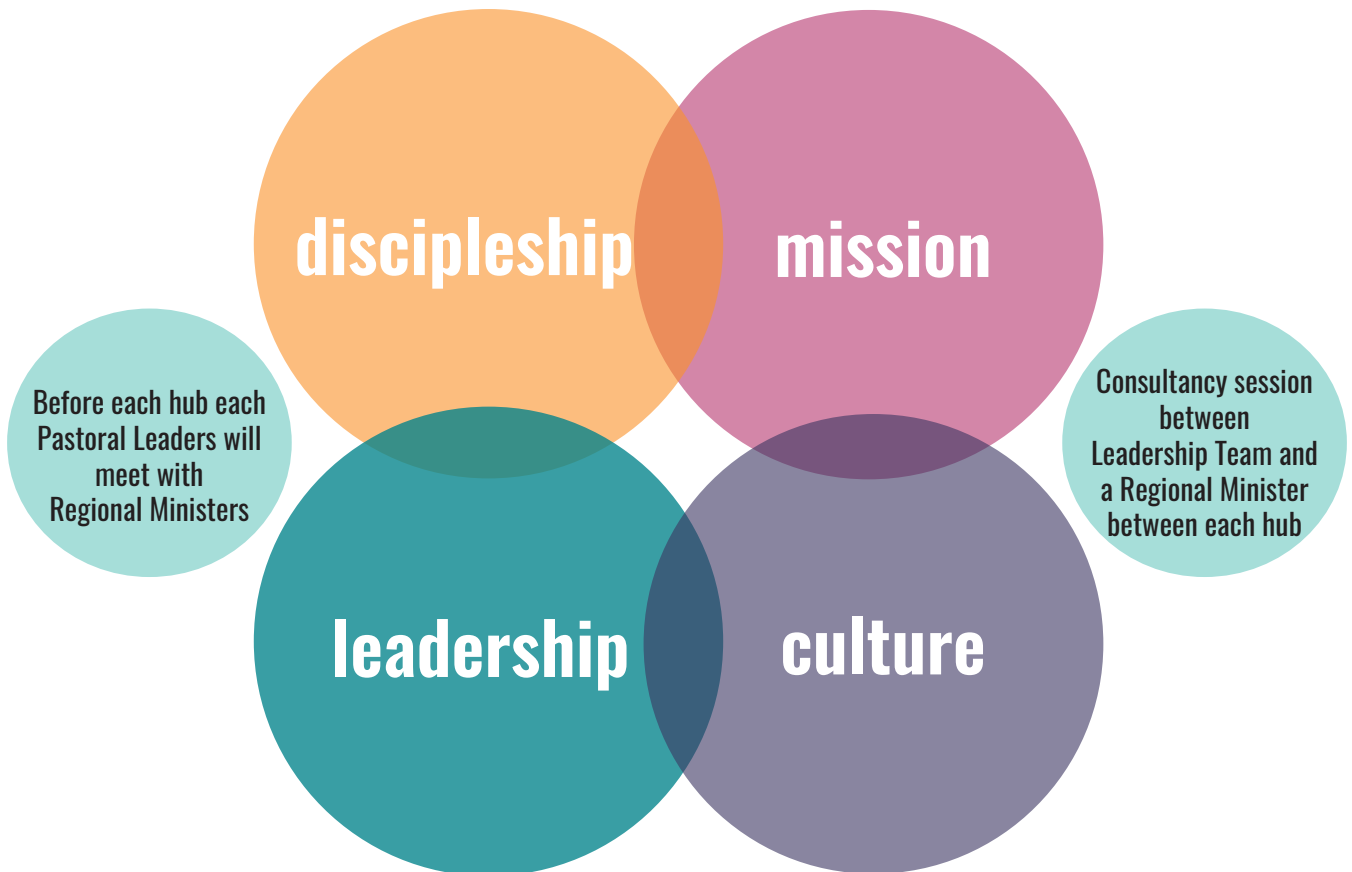 discipleship
mission
Before each hub each
Pastoral Leaders will
meet with
Regional Ministers
Consultancy session
between
Leadership Team and
a Regional Minister
between each hub
leadership
culture